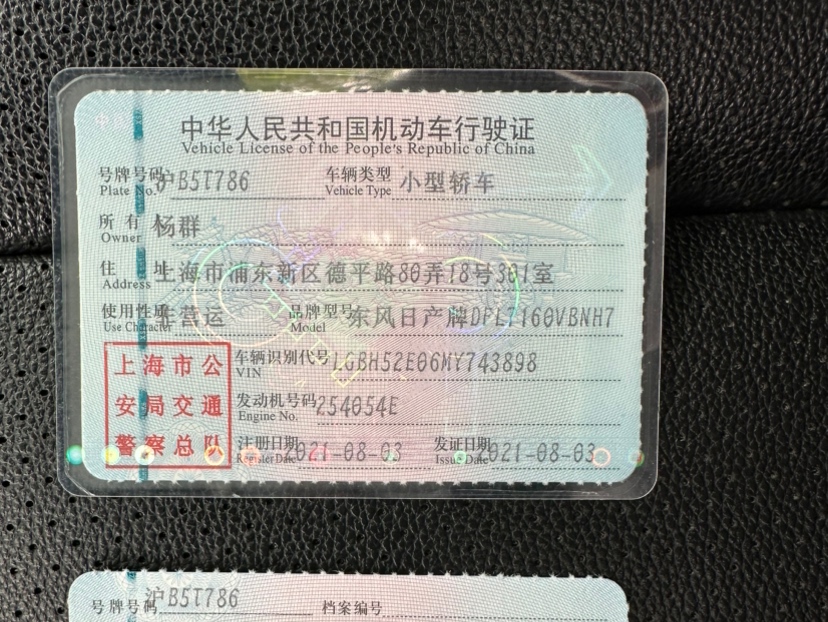 中华人民共和国机动车行驶证
Vehicle License of the People's Republic of China
号牌号码 沪B5T786 车辆类型 小型轿车
Plate No. Vehicle Type
所有人 杨群
Owner
住址 上海市浦东新区德平路80弄18号301室
Address
使用性质 非营运 品牌型号 东风日产牌DFL7160VBNH7
Use Character Model
上海市公
安局交通
警察总队
车辆识别代号 LGBH52E06MY743898
VIN
发动机号码 254054E
Engine No.
注册日期 2021-08-03 发证日期 2021-08-03
Register Date Issue Date
号牌号码 沪B5T786 档案编号